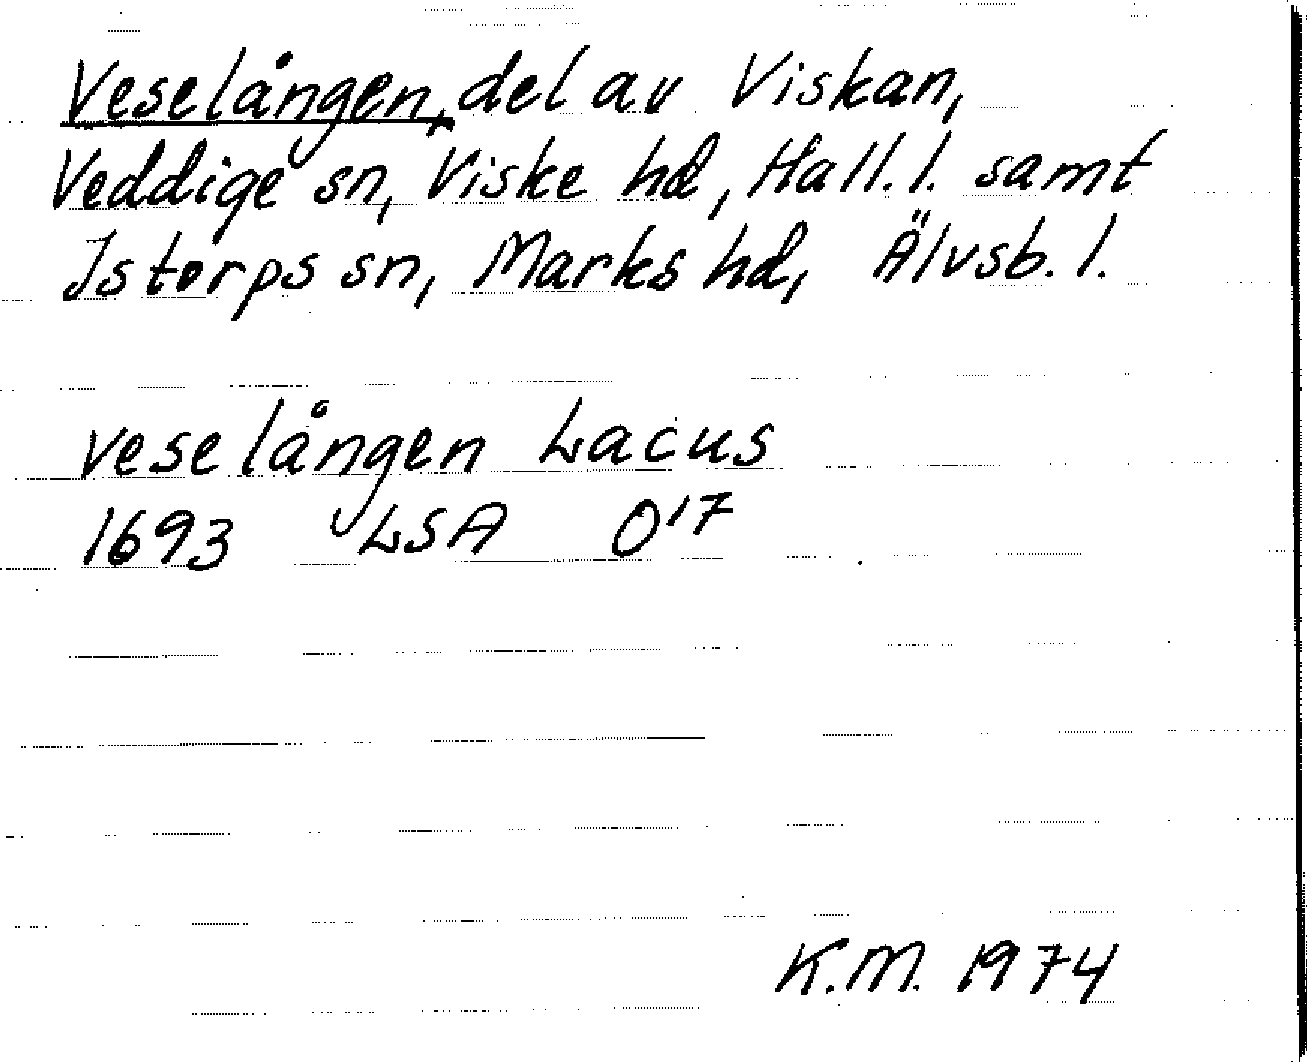 Veselången, del av Viskan,
Veddige sn, Viske hd, Hall. l. samt
Istorps sn, Marks hd, Älvsb. l.
Veselången Lacus
1693 LSA O¹7
K.M. 1974